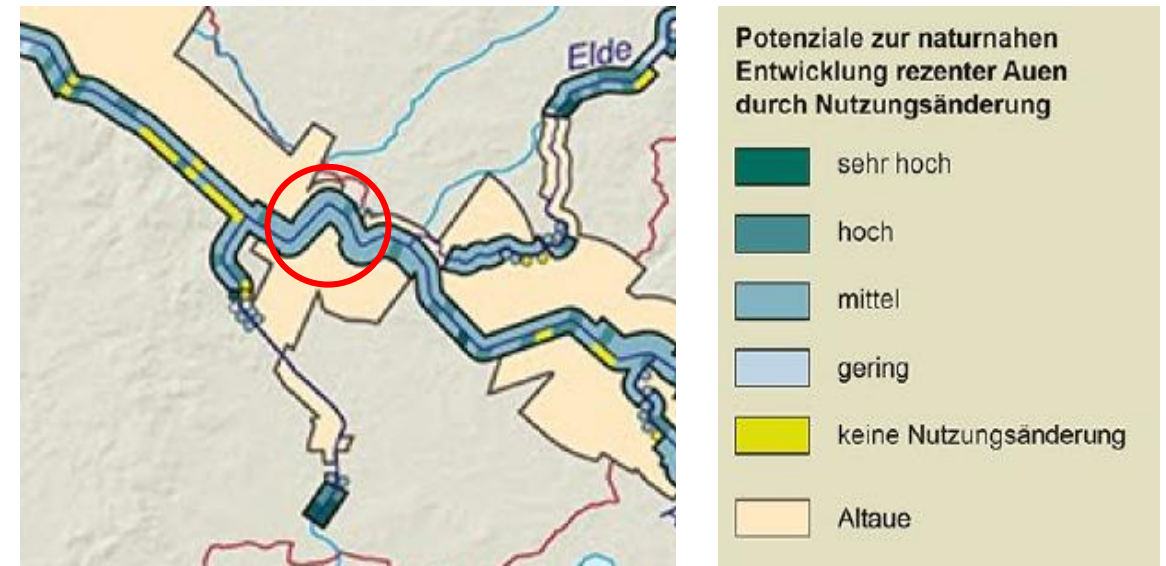 Elde
Potenziale zur naturnahen
Entwicklung rezenter Auen
durch Nutzungsänderung
sehr hoch
hoch
mittel
gering
keine Nutzungsänderung
Altaue